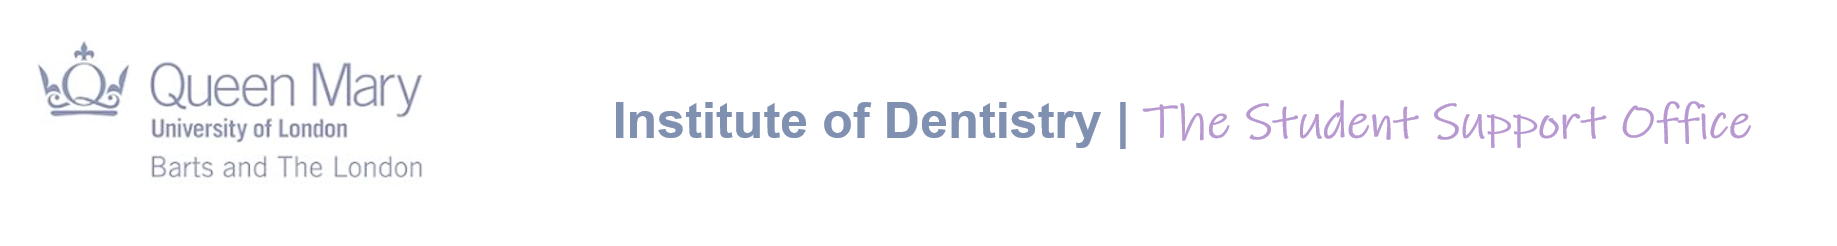 Queen Mary
University of London
Barts and The London
Institute of Dentistry | The Student Support Office